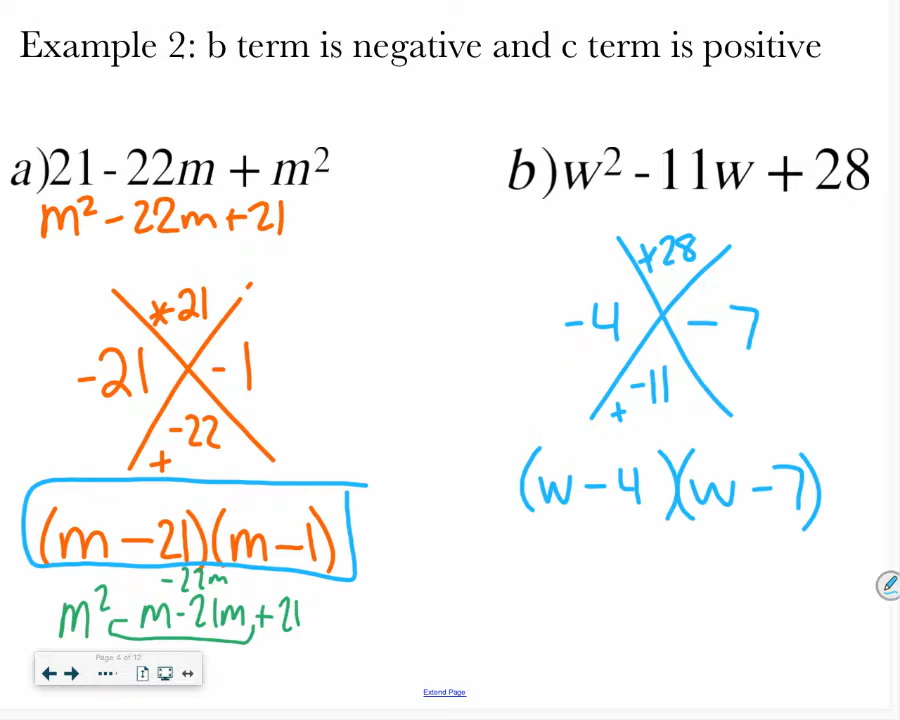 Example 2: b term is negative and c term is positive
a)21 - 22m + m²
m² - 22m + 21
* 21
-21 -1
-22
+
(m - 21)(m - 1)
-22m
m² - m - 21m + 21
b)w² - 11w + 28
* 28
-4 -7
-11
+
(w - 4)(w - 7)
Page 4 of 12
Extend Page